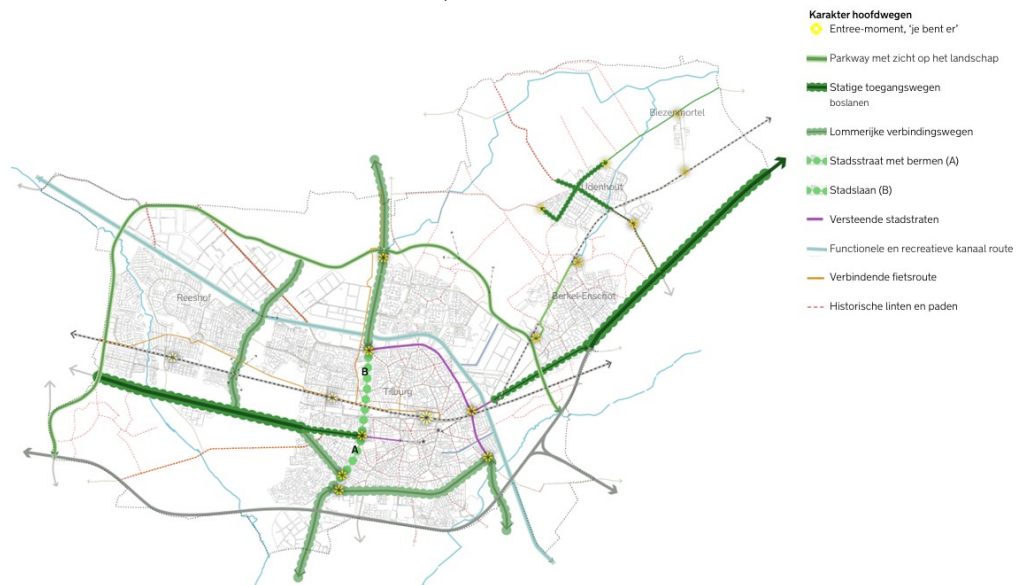 Karakter hoofdwegen
Entree-moment, 'je bent er'
Parkway met zicht op het landschap
Statige toegangswegen
boslanen
Lommerijke verbindingswegen
Stadsstraat met bermen (A)
Stadslaan (B)
Versteende stadstraten
Functionele en recreatieve kanaal route
Verbindende fietsroute
Historische linten en paden
Biezenmortel
Udenhout
Berkel-Enschot
Reeshof
B
Tilburg
A